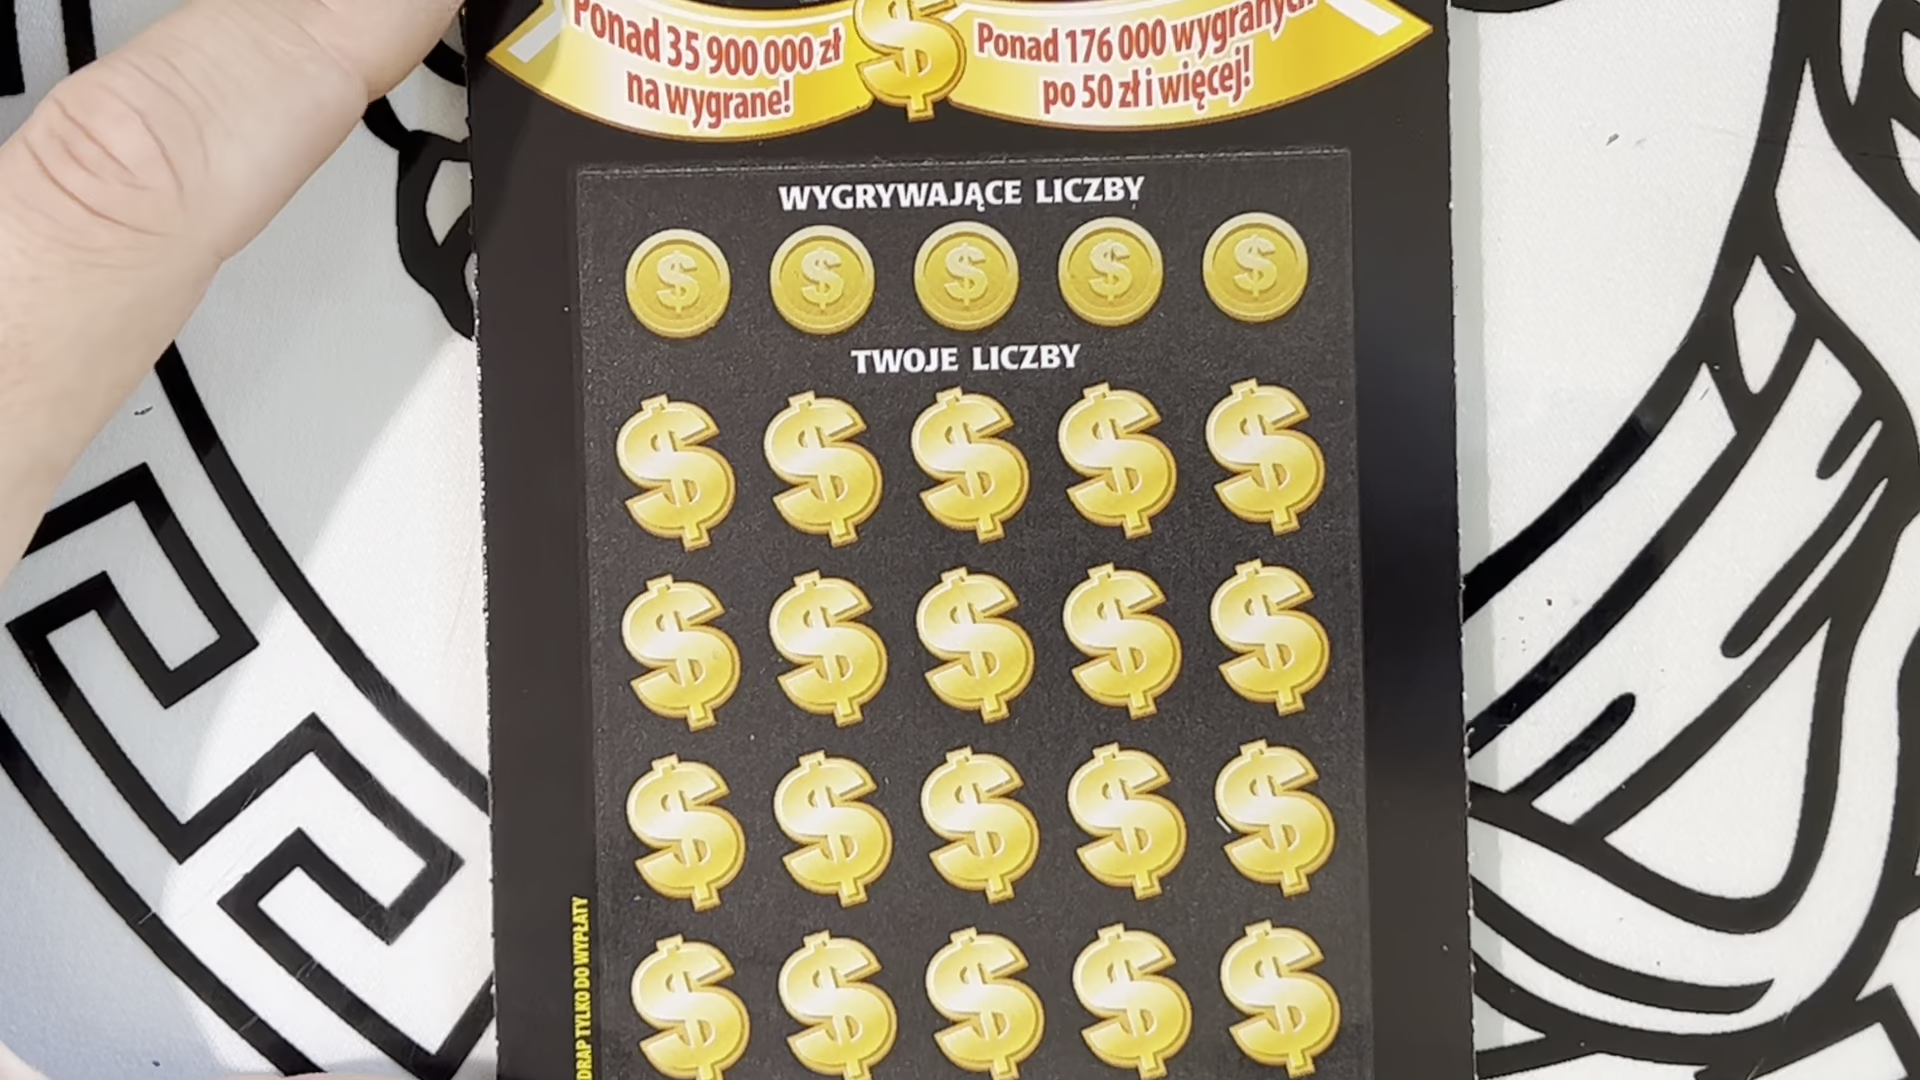 Ponad 35 900 000 zł
na wygrane!
Ponad 176 000 wygranych
po 50 zł i więcej!
WYGRYWAJĄCE LICZBY
TWOJE LICZBY
DRAP TYLKO DO WYPŁATY